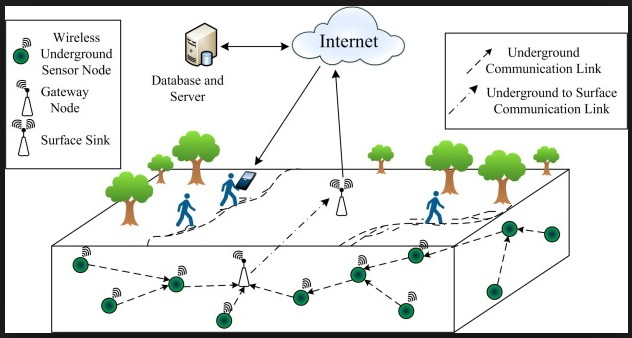 Wireless
Underground
Sensor Node
Gateway
Node
Surface Sink
Database and
Server
Internet
Underground
Communication Link
Underground to Surface
Communication Link